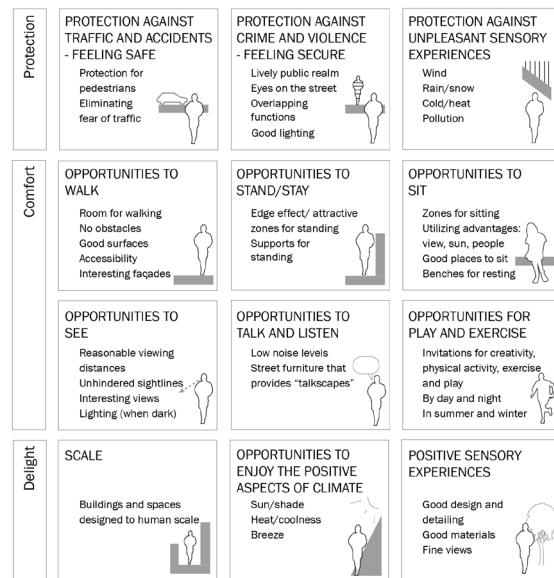 Protection
PROTECTION AGAINST
TRAFFIC AND ACCIDENTS
- FEELING SAFE
Protection for
pedestrians
Eliminating
fear of traffic
PROTECTION AGAINST
CRIME AND VIOLENCE
- FEELING SECURE
Lively public realm
Eyes on the street
Overlapping
functions
Good lighting
PROTECTION AGAINST
UNPLEASANT SENSORY
EXPERIENCES
Wind
Rain/snow
Cold/heat
Pollution
Comfort
OPPORTUNITIES TO
WALK
Room for walking
No obstacles
Good surfaces
Accessibility
Interesting façades
OPPORTUNITIES TO
STAND/STAY
Edge effect/ attractive
zones for standing
Supports for
standing
OPPORTUNITIES TO
SIT
Zones for sitting
Utilizing advantages:
view, sun, people
Good places to sit
Benches for resting
OPPORTUNITIES TO
SEE
Reasonable viewing
distances
Unhindered sightlines
Interesting views
Lighting (when dark)
OPPORTUNITIES TO
TALK AND LISTEN
Low noise levels
Street furniture that
provides “talkscapes”
OPPORTUNITIES FOR
PLAY AND EXERCISE
Invitations for creativity,
physical activity, exercise
and play
By day and night
In summer and winter
Delight
SCALE
Buildings and spaces
designed to human scale
OPPORTUNITIES TO
ENJOY THE POSITIVE
ASPECTS OF CLIMATE
Sun/shade
Heat/coolness
Breeze
POSITIVE SENSORY
EXPERIENCES
Good design and
detailing
Good materials
Fine views